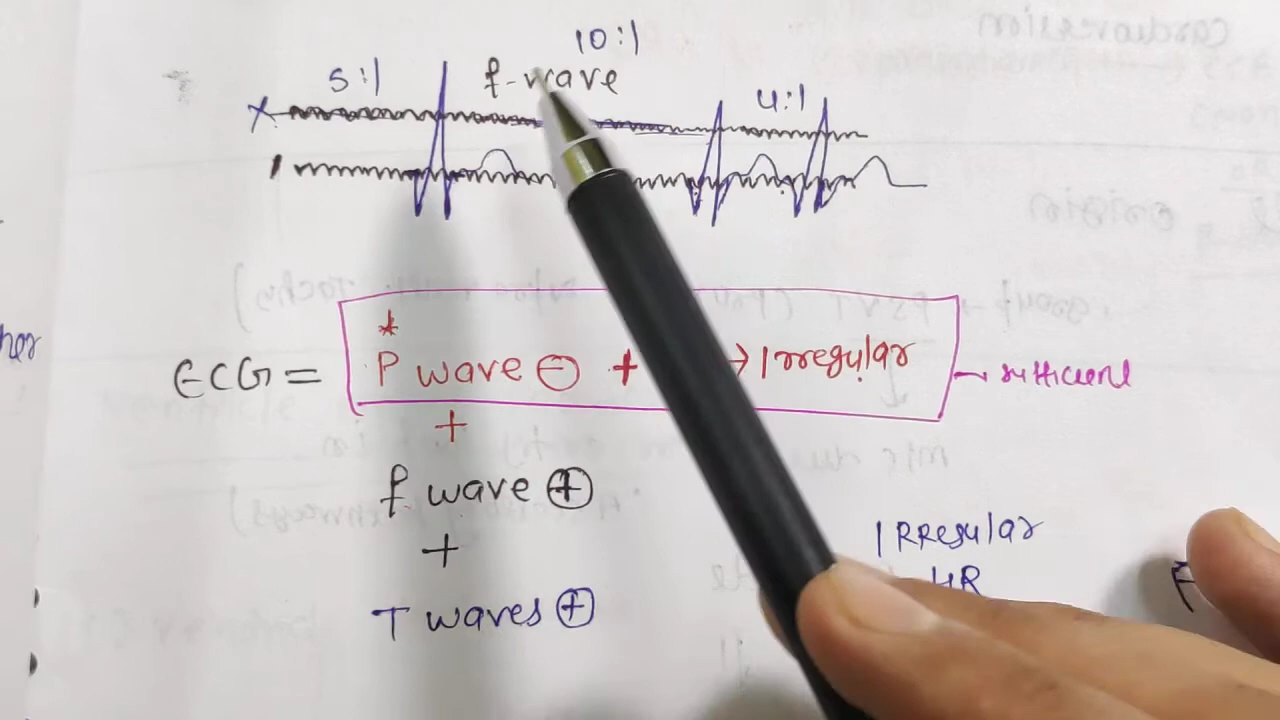 10:1
5:1 f-wave 4:1
ECG = P wave ⊖ + → Irregular sufficient
+
f wave ⊕
+
T waves ⊕
IRRegular
HR